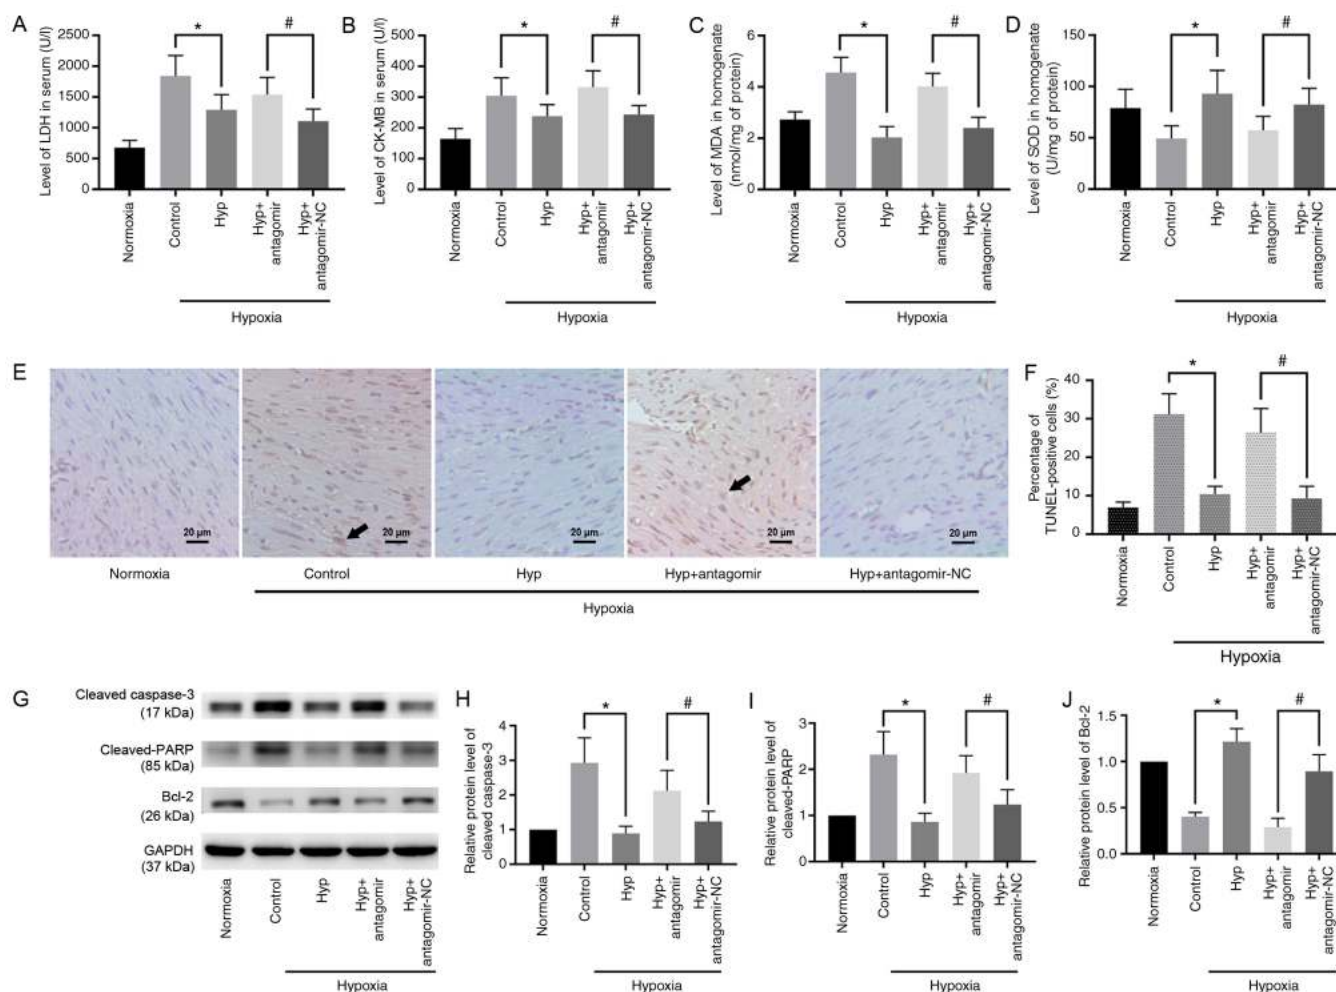 A
Level of LDH in serum (U/l)
2500
2000
1500
1000
500
0
*
#
Normoxia
Control
Hyp
Hyp+
antagomir
Hyp+
antagomir-NC
Hypoxia
B
Level of CK-MB in serum (U/l)
500
400
300
200
100
0
*
#
Normoxia
Control
Hyp
Hyp+
antagomir
Hyp+
antagomir-NC
Hypoxia
C
Level of MDA in homogenate
(nmol/mg of protein)
6
4
2
0
*
#
Normoxia
Control
Hyp
Hyp+
antagomir
Hyp+
antagomir-NC
Hypoxia
D
Level of SOD in homogenate
(U/mg of protein)
150
100
50
0
*
#
Normoxia
Control
Hyp
Hyp+
antagomir
Hyp+
antagomir-NC
Hypoxia
E
20 μm
20 μm
20 μm
20 μm
20 μm
Normoxia
Control
Hyp
Hyp+antagomir
Hyp+antagomir-NC
Hypoxia
F
Percentage of
TUNEL-positive cells (%)
40
30
20
10
0
*
#
Normoxia
Control
Hyp
Hyp+
antagomir
Hyp+
antagomir-NC
Hypoxia
G
Cleaved caspase-3
(17 kDa)
Cleaved-PARP
(85 kDa)
Bcl-2
(26 kDa)
GAPDH
(37 kDa)
Normoxia
Control
Hyp
Hyp+
antagomir
Hyp+
antagomir-NC
Hypoxia
H
Relative protein level of
cleaved caspase-3
4
3
2
1
0
*
#
Normoxia
Control
Hyp
Hyp+
antagomir
Hyp+
antagomir-NC
Hypoxia
I
Relative protein level of
cleaved-PARP
3
2
1
0
*
#
Normoxia
Control
Hyp
Hyp+
antagomir
Hyp+
antagomir-NC
Hypoxia
J
Relative protein level of Bcl-2
1.5
1.0
0.5
0.0
*
#
Normoxia
Control
Hyp
Hyp+
antagomir
Hyp+
antagomir-NC
Hypoxia